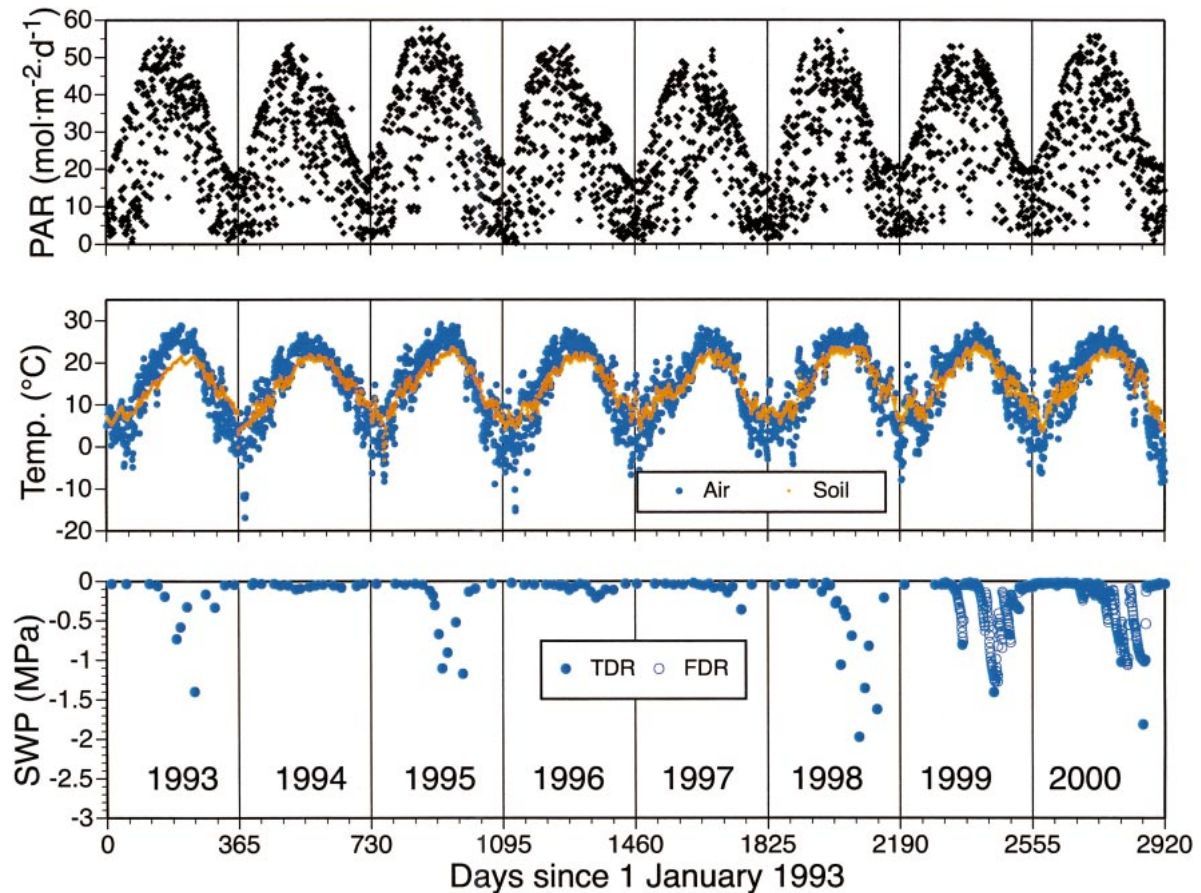 60
50
40
30
20
10
0
PAR (mol·m⁻²·d⁻¹)
30
20
10
0
-10
-20
Temp. (°C)
Air Soil
0
-0.5
-1
-1.5
-2
-2.5
-3
SWP (MPa)
TDR FDR
1993 1994 1995 1996 1997 1998 1999 2000
0 365 730 1095 1460 1825 2190 2555 2920
Days since 1 January 1993